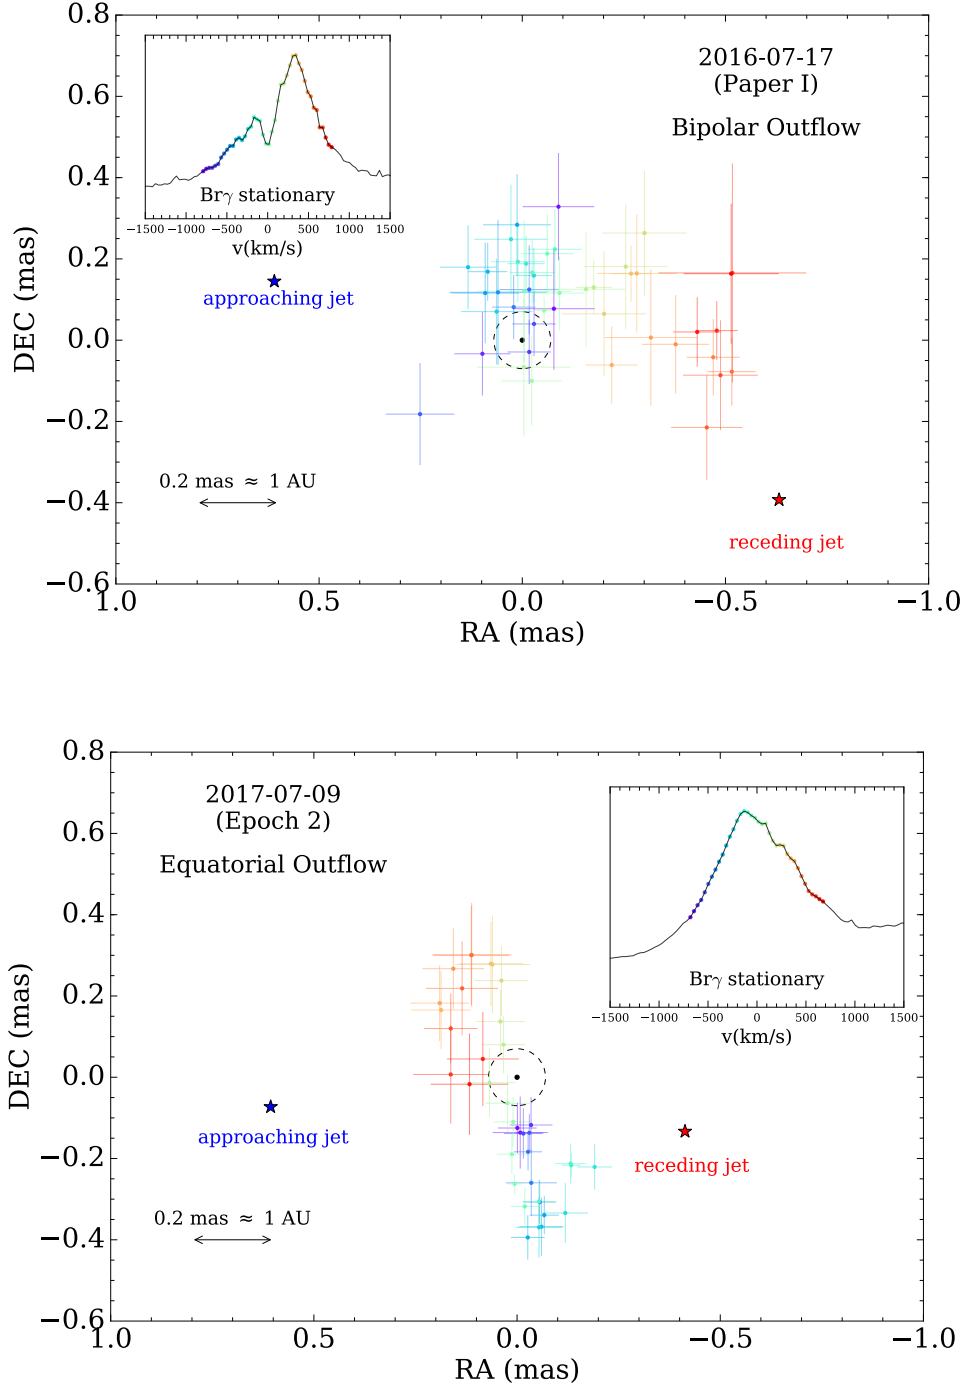 0.8
2016-07-17
(Paper I)
Bipolar Outflow
Brγ stationary
−1500 −1000 −500 0 500 1000 1500
v(km/s)
0.6
0.4
0.2
0.0
−0.2
−0.4
−0.6
DEC (mas)
approaching jet
0.2 mas ≈ 1 AU
receding jet
1.0 0.5 0.0 −0.5 −1.0
RA (mas)
0.8
2017-07-09
(Epoch 2)
Equatorial Outflow
Brγ stationary
−1500 −1000 −500 0 500 1000 1500
v(km/s)
0.6
0.4
0.2
0.0
−0.2
−0.4
−0.6
DEC (mas)
approaching jet
receding jet
0.2 mas ≈ 1 AU
1.0 0.5 0.0 −0.5 −1.0
RA (mas)